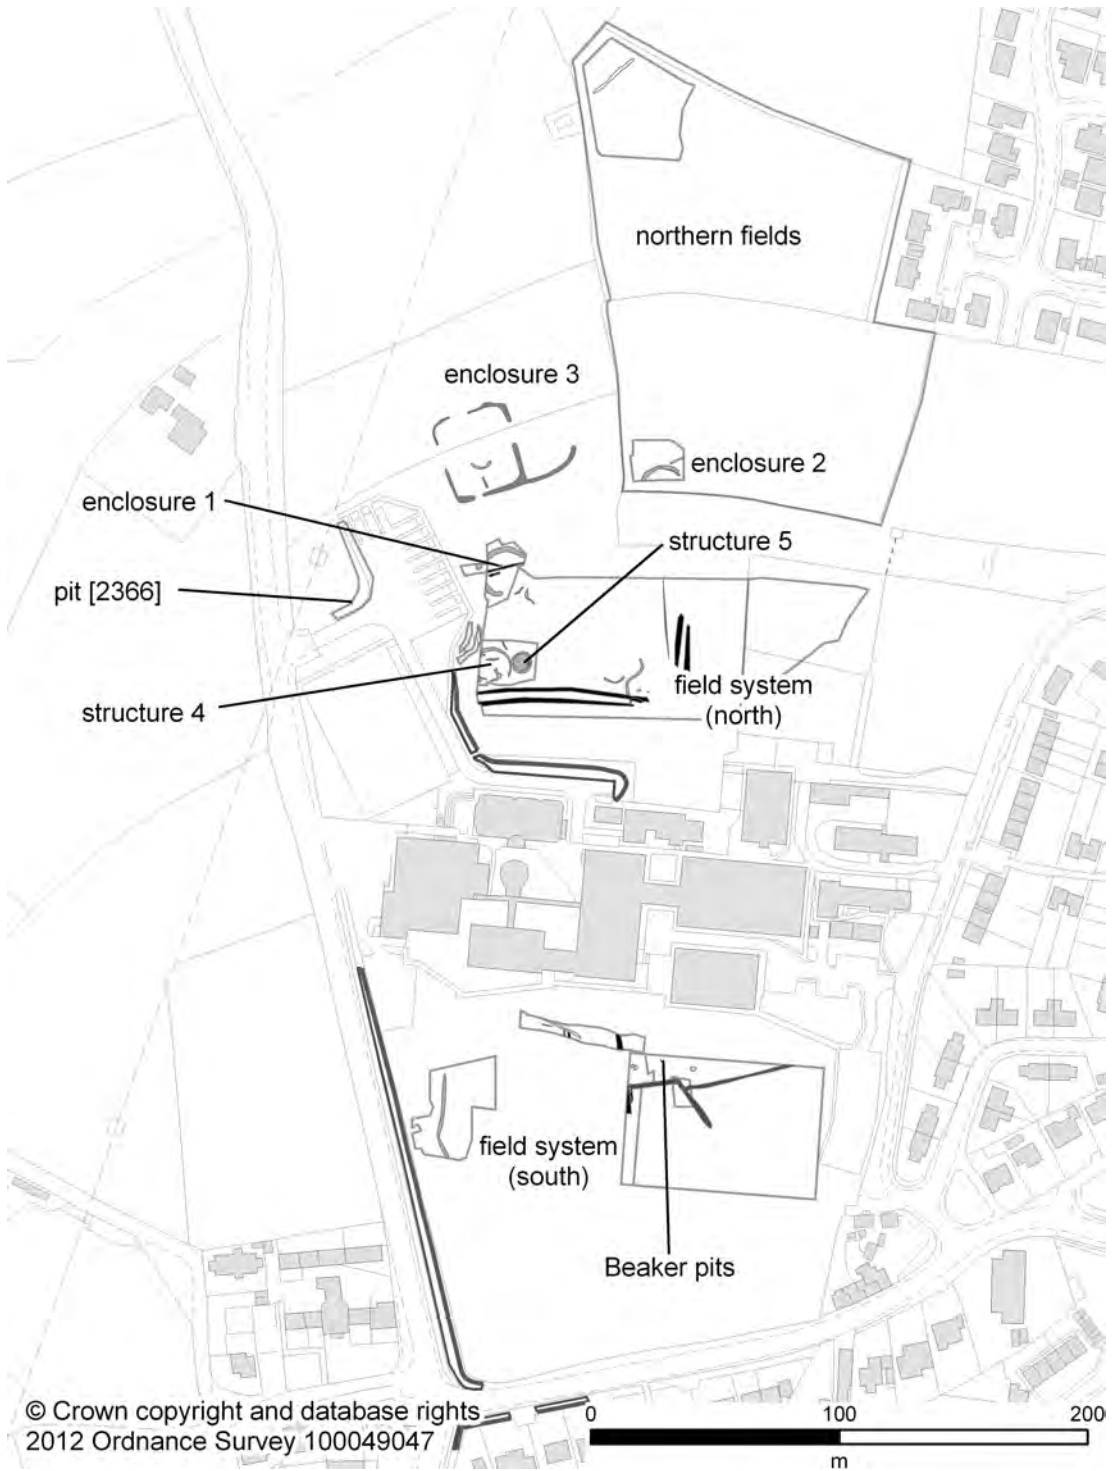 northern fields
enclosure 3
enclosure 2
enclosure 1
structure 5
pit [2366]
field system
(north)
structure 4
field system
(south)
Beaker pits
© Crown copyright and database rights
2012 Ordnance Survey 100049047
0 100 200
m